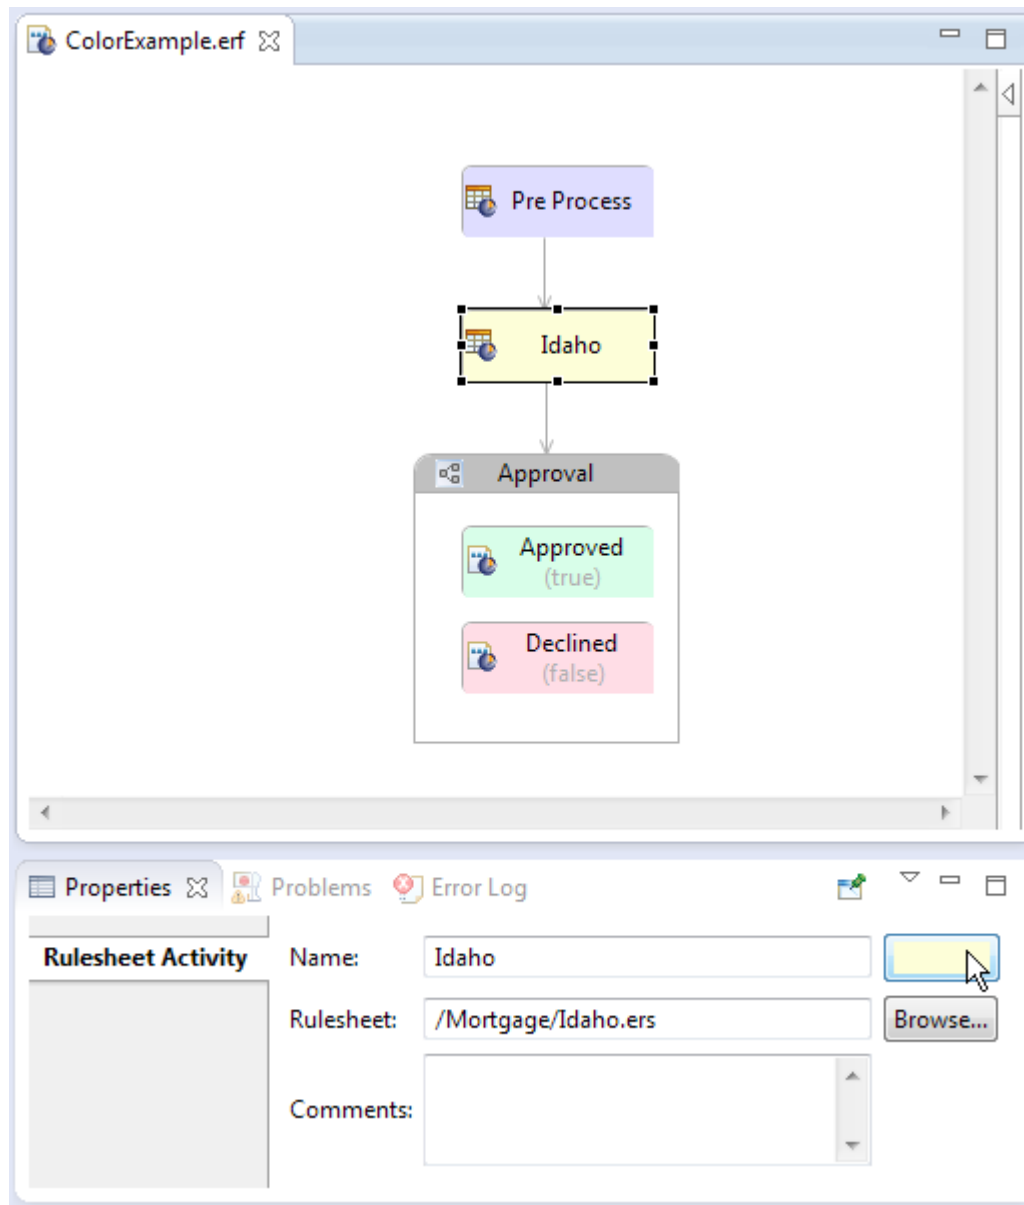 ColorExample.erf
Pre Process
Idaho
Approval
Approved
(true)
Declined
(false)
Properties Problems Error Log
Rulesheet Activity Name: Idaho
Rulesheet: /Mortgage/Idaho.ers Browse...
Comments: